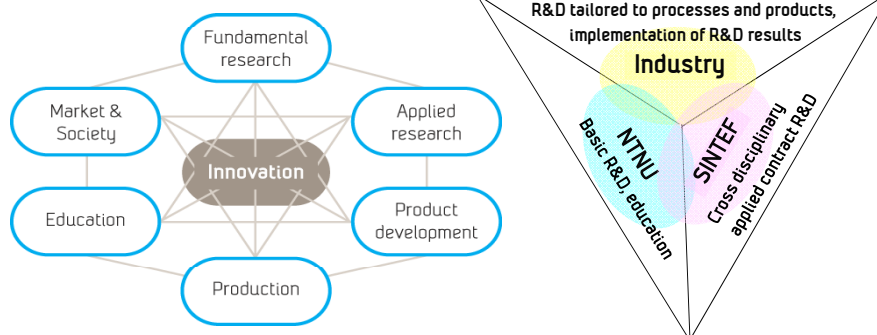 Fundamental
research
Market &
Society
Applied
research
Innovation
Education
Product
development
Production
R&D tailored to processes and products,
implementation of R&D results
Industry
NTNU
Basic R&D, education
SINTEF
Cross disciplinary
applied contract R&D